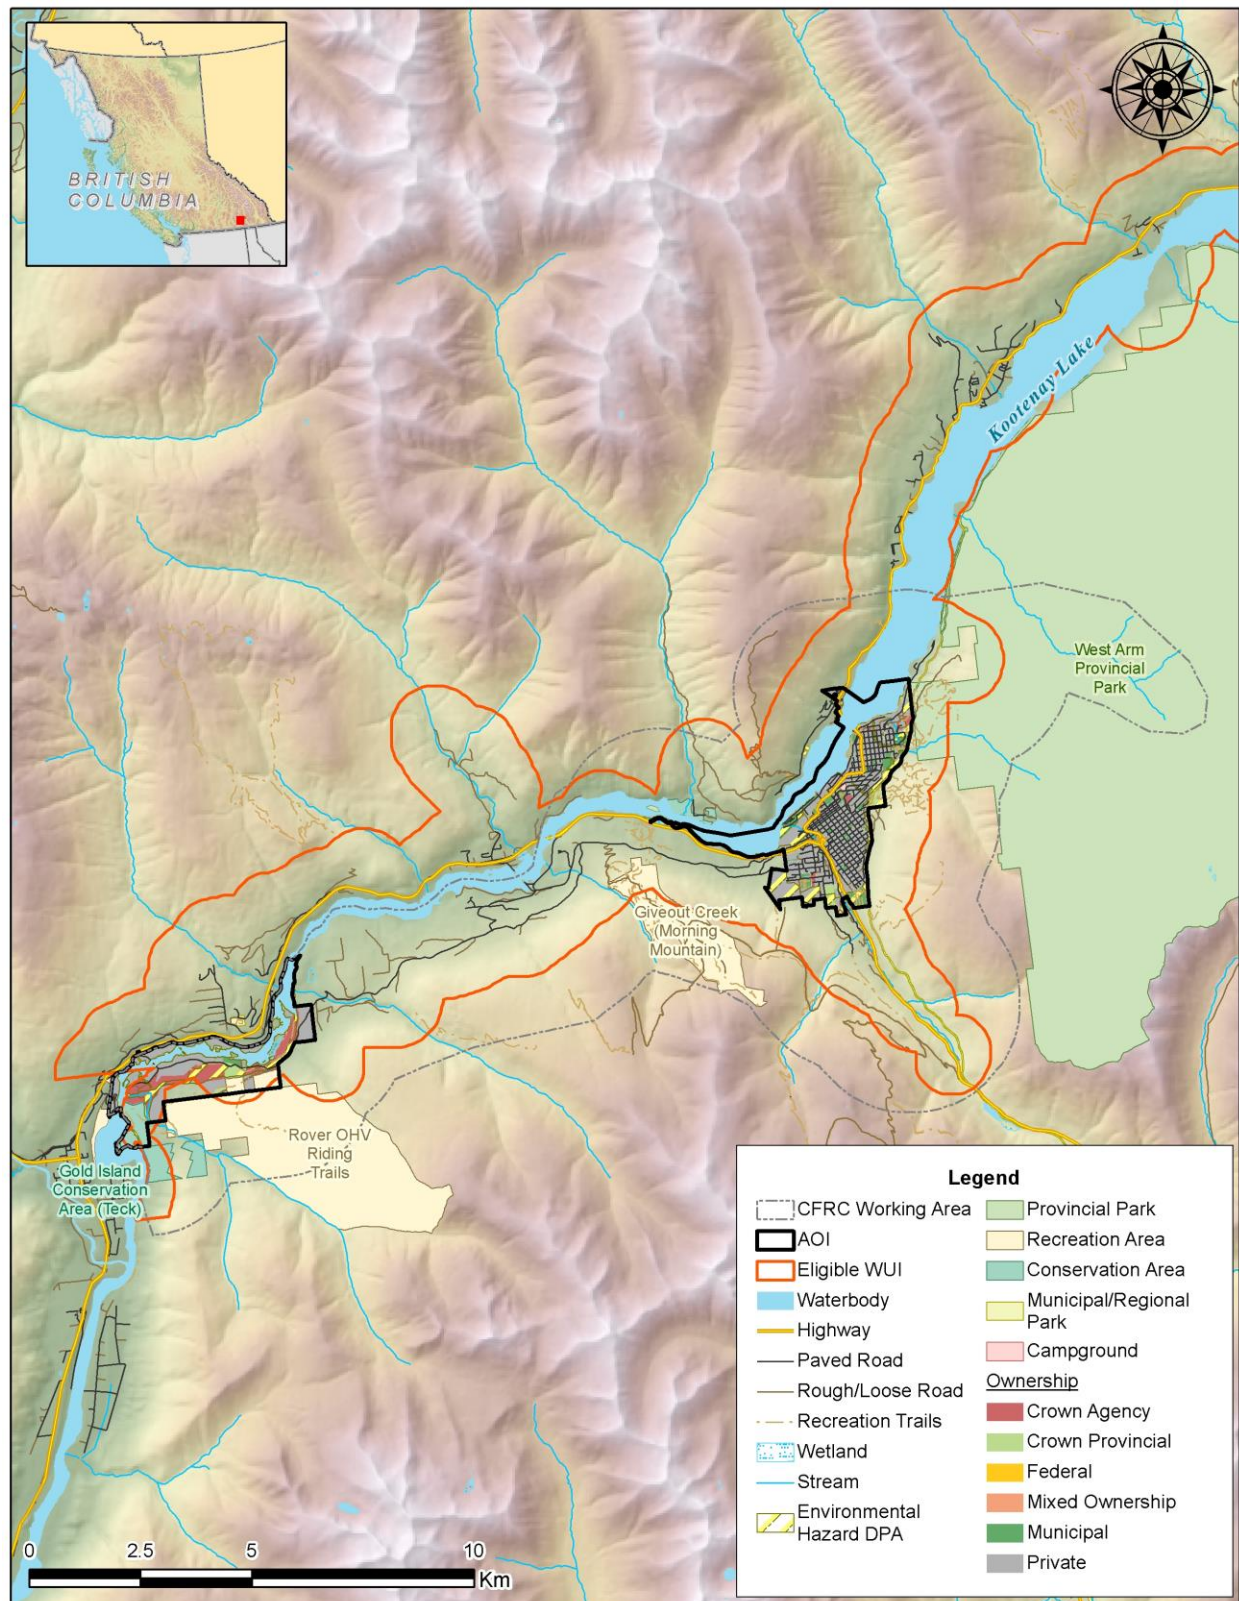 BRITISH
COLUMBIA
Kootenay Lake
West Arm
Provincial
Park
Giveout Creek
(Morning
Mountain)
Rover OHV
Riding
Trails
Gold Island
Conservation
Area (Teck)
Legend
CFRC Working Area
AOI
Eligible WUI
Waterbody
Highway
Paved Road
Rough/Loose Road
Recreation Trails
Wetland
Stream
Environmental
Hazard DPA
Provincial Park
Recreation Area
Conservation Area
Municipal/Regional
Park
Campground
Ownership
Crown Agency
Crown Provincial
Federal
Mixed Ownership
Municipal
Private
0 2.5 5 10
Km